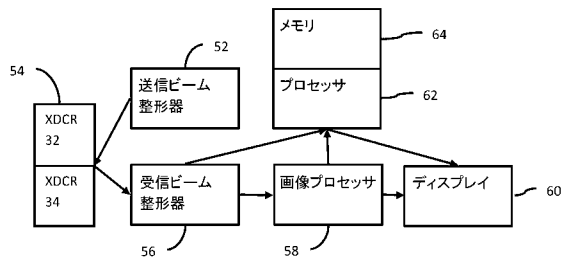 メモリ
64
52
54
送信ビーム
整形器
プロセッサ
62
XDCR
32
XDCR
34
受信ビーム
整形器
画像プロセッサ
ディスプレイ
60
56
58